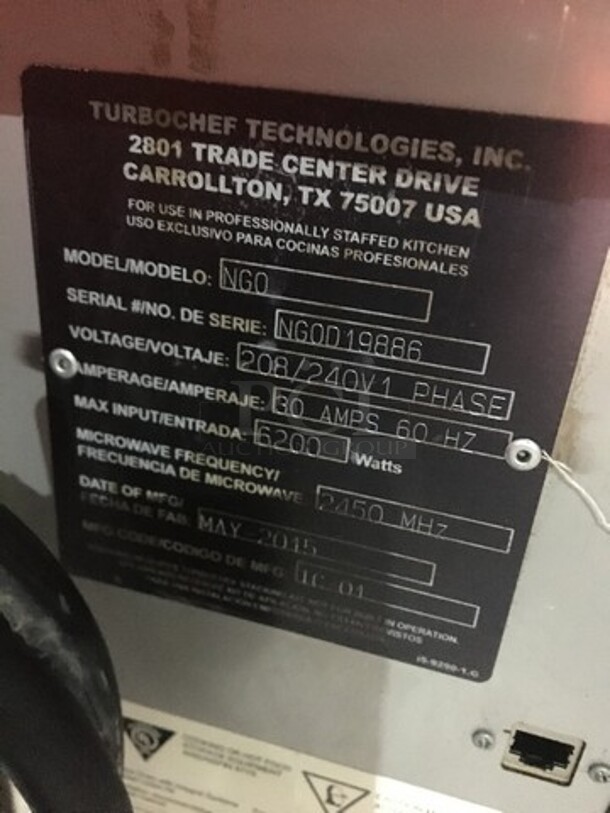 TURBOCHEF TECHNOLOGIES, INC.
2801 TRADE CENTER DRIVE
CARROLLTON, TX 75007 USA
FOR USE IN PROFESSIONALLY STAFFED KITCHEN
USO EXCLUSIVO PARA COCINAS PROFESIONALES
MODEL/MODELO: NGO
SERIAL #/NO. DE SERIE: NGOD19886
VOLTAGE/VOLTAJE: 208/240V1 PHASE
AMPERAGE/AMPERAJE: 30 AMPS 60 HZ
MAX INPUT/ENTRADA: 6200 Watts
MICROWAVE FREQUENCY/
FRECUENCIA DE MICROWAVE 2450 MHz
DATE OF MFG/
FECHA DE FAB: MAY 2015
MFG CODE/CODIGO DE MFG: IC 01
OPERATION.
AUCTION GROUP